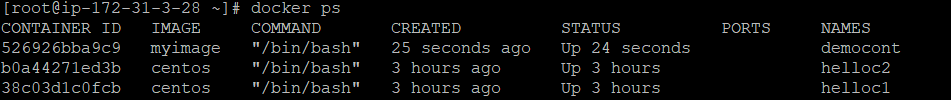 [root@ip-172-31-3-28 ~]# docker ps
CONTAINER ID   IMAGE     COMMAND       CREATED          STATUS          PORTS     NAMES
526926bba9c9   myimage   "/bin/bash"   25 seconds ago   Up 24 seconds             democont
b0a44271ed3b   centos    "/bin/bash"   3 hours ago      Up 3 hours                helloc2
38c03d1c0fcb   centos    "/bin/bash"   3 hours ago      Up 3 hours                helloc1